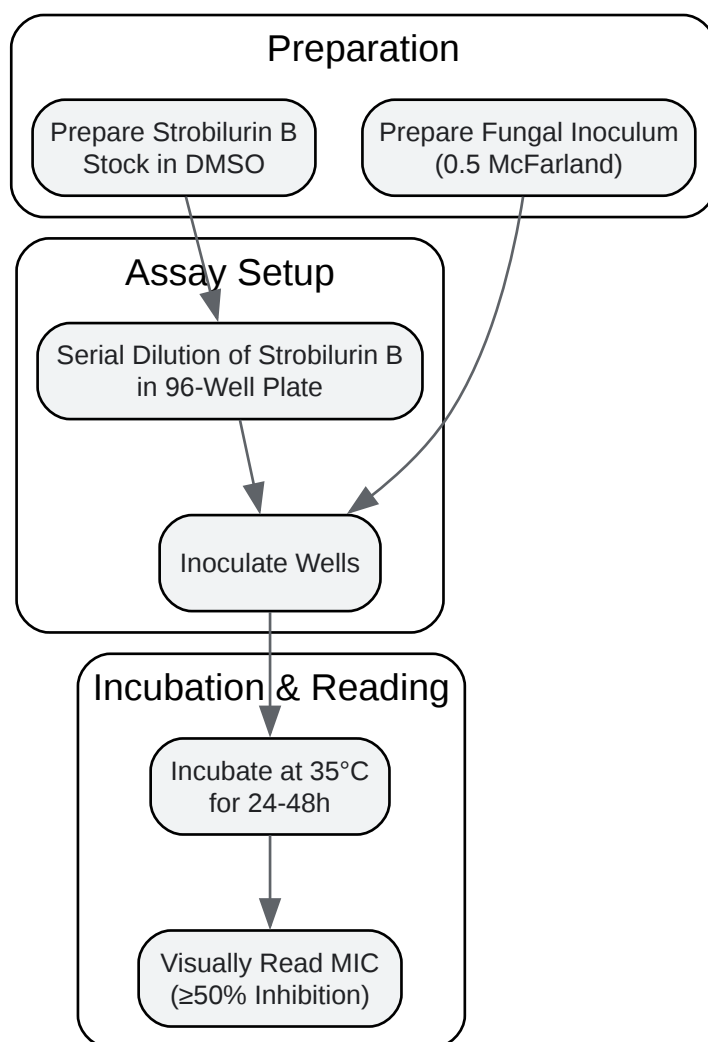 Preparation
Prepare Strobilurin B
Stock in DMSO
Prepare Fungal Inoculum
(0.5 McFarland)
Assay Setup
Serial Dilution of Strobilurin B
in 96-Well Plate
Inoculate Wells
Incubation & Reading
Incubate at 35°C
for 24-48h
Visually Read MIC
(≥50% Inhibition)